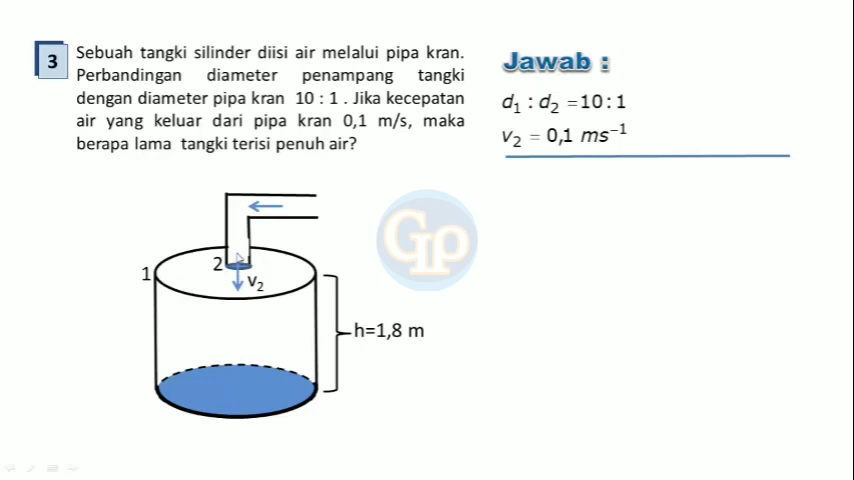 3
Sebuah tangki silinder diisi air melalui pipa kran.
Perbandingan diameter penampang tangki
dengan diameter pipa kran 10 : 1 . Jika kecepatan
air yang keluar dari pipa kran 0,1 m/s, maka
berapa lama tangki terisi penuh air?
Jawab :
d₁ : d₂ = 10 : 1
v₂ = 0,1 ms⁻¹
1
2
v₂
h=1,8 m
GIP